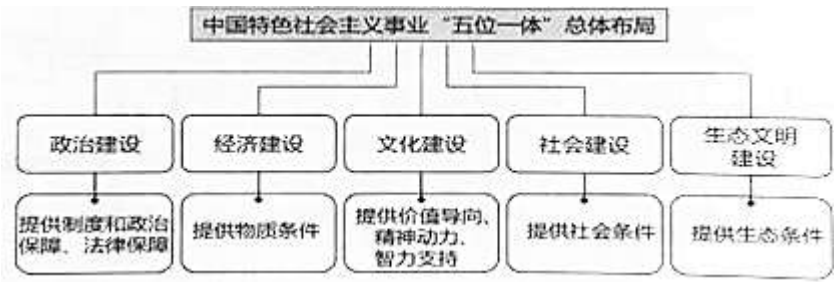 中国特色社会主义事业“五位一体”总体布局
政治建设
经济建设
文化建设
社会建设
生态文明
建设
提供制度和政治
保障、法律保障
提供物质条件
提供价值导向、
精神动力、
智力支持
提供社会条件
提供生态条件